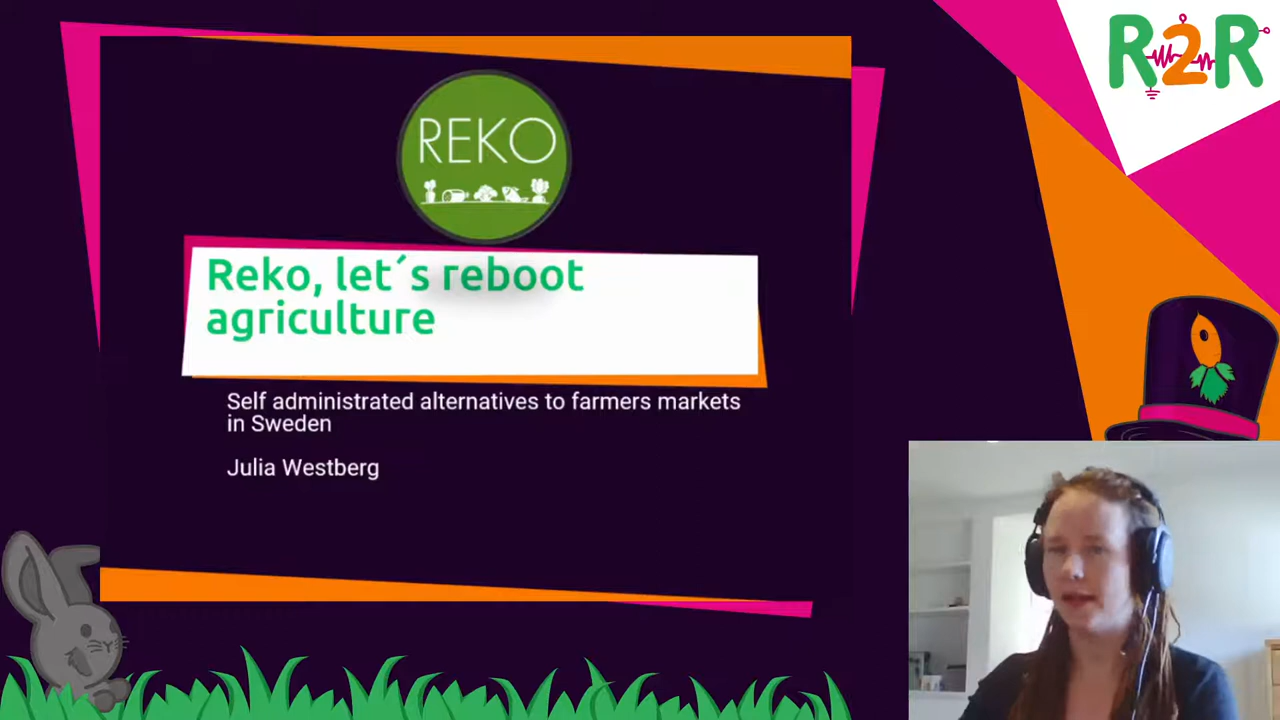 R2R
REKO
Reko, let´s reboot
agriculture
Self administrated alternatives to farmers markets
in Sweden
Julia Westberg